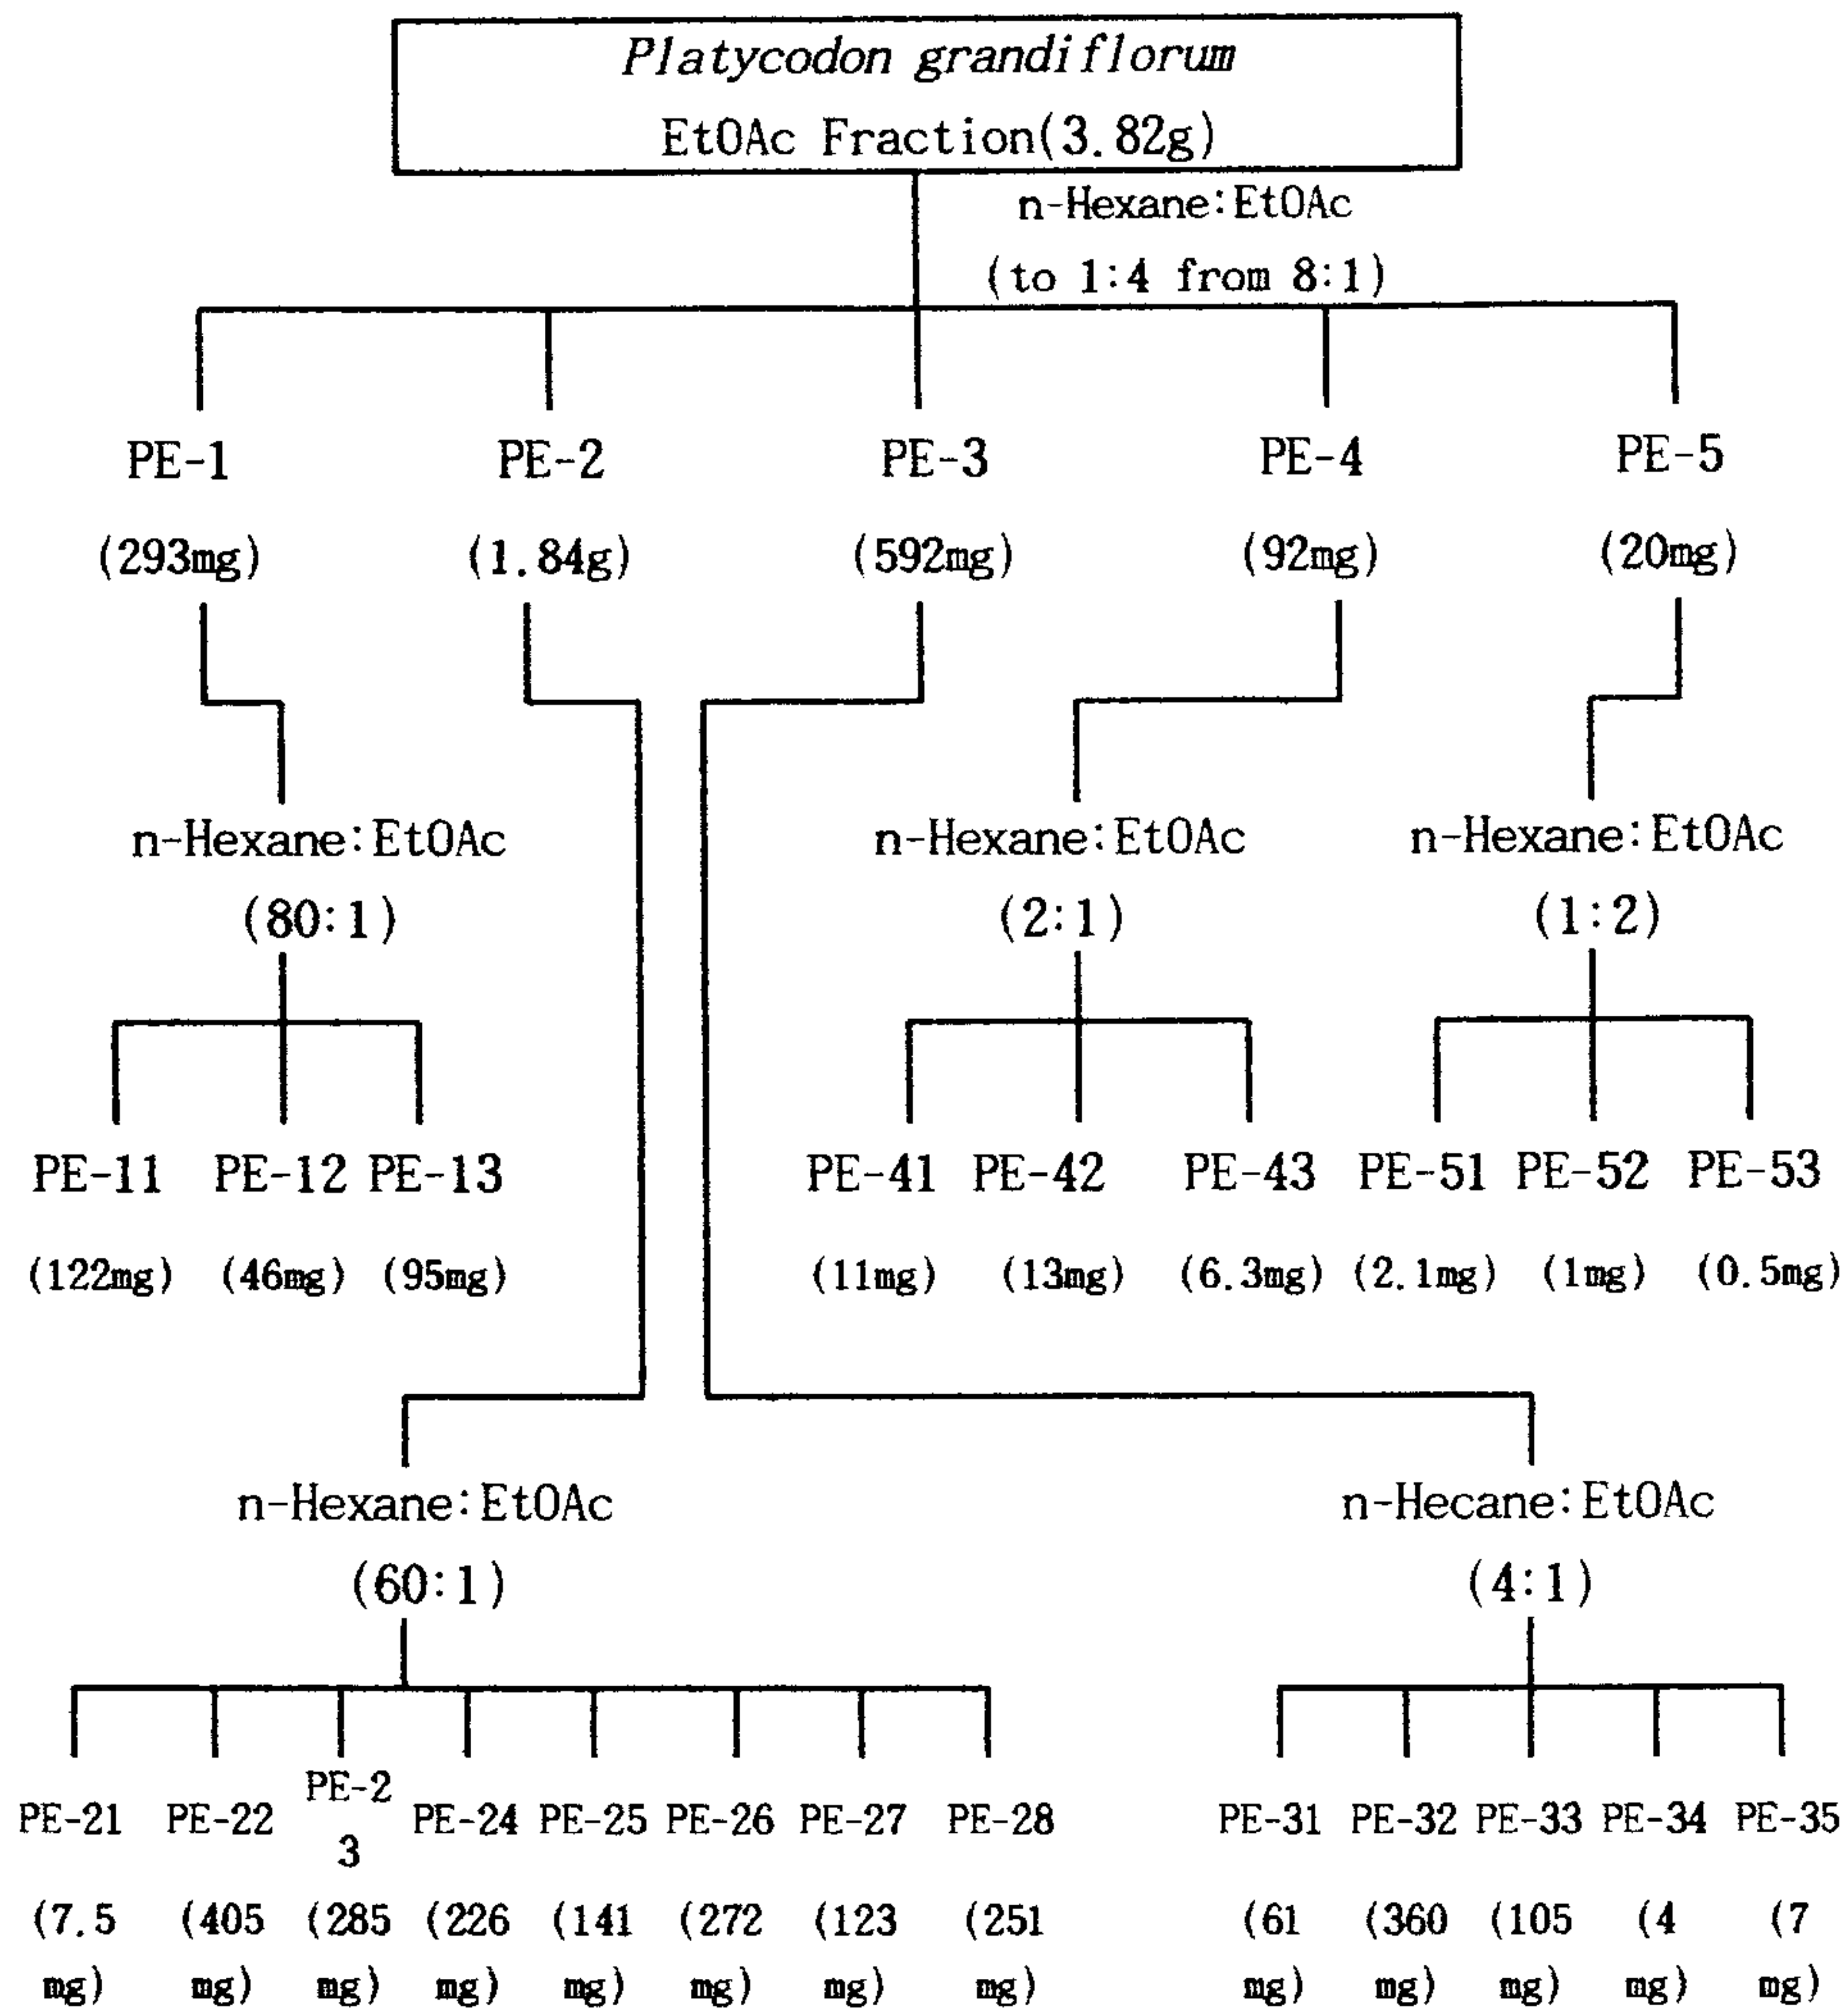 Platycodon grandiflorum
EtOAc Fraction(3.82g)
n-Hexane:EtOAc
(to 1:4 from 8:1)
PE-1 PE-2 PE-3 PE-4 PE-5
(293mg) (1.84g) (592mg) (92mg) (20mg)
n-Hexane:EtOAc n-Hexane:EtOAc n-Hexane:EtOAc
(80:1) (2:1) (1:2)
PE-11 PE-12 PE-13 PE-41 PE-42 PE-43 PE-51 PE-52 PE-53
(122mg) (46mg) (95mg) (11mg) (13mg) (6.3mg) (2.1mg) (1mg) (0.5mg)
n-Hexane:EtOAc n-Hecane:EtOAc
(60:1) (4:1)
PE-21 PE-22 PE-2 PE-24 PE-25 PE-26 PE-27 PE-28 PE-31 PE-32 PE-33 PE-34 PE-35
3
(7.5 (405 (285 (226 (141 (272 (123 (251 (61 (360 (105 (4 (7
mg) mg) mg) mg) mg) mg) mg) mg) mg) mg) mg) mg) mg)